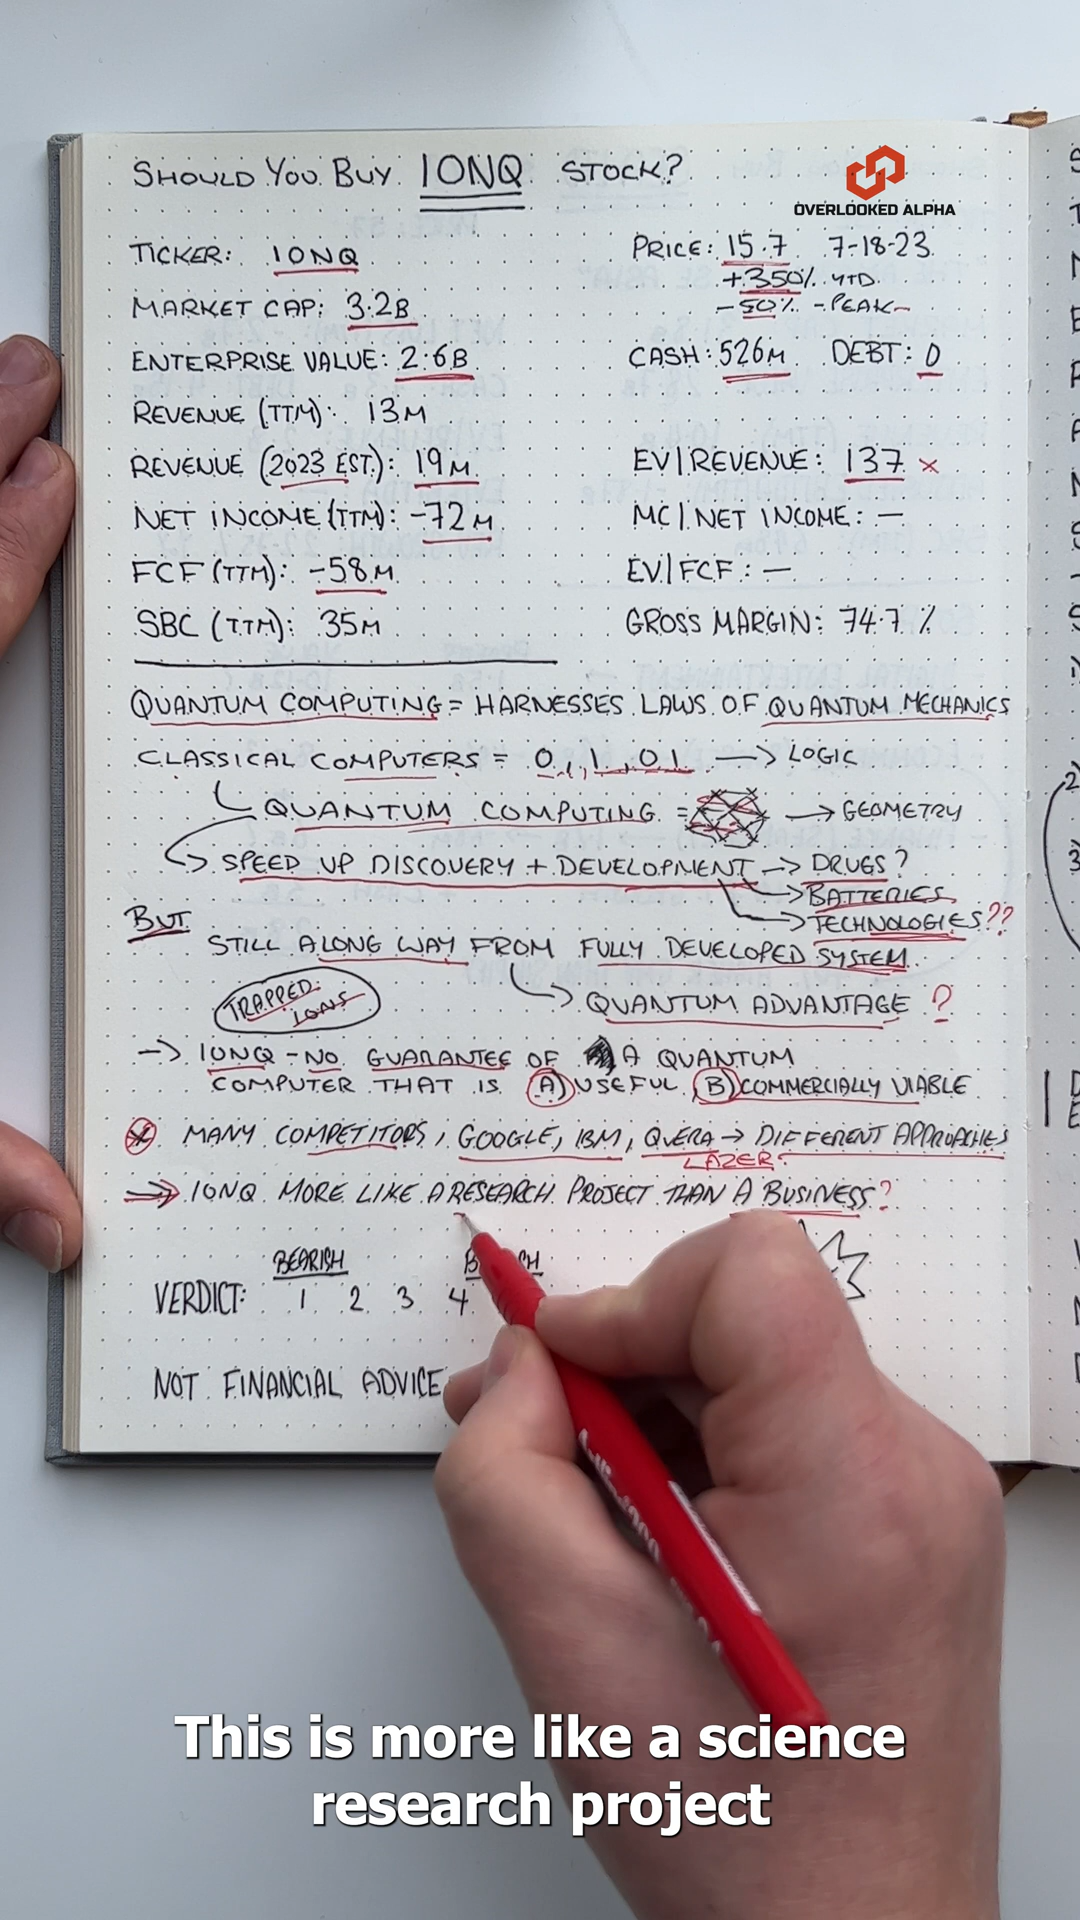 SHOULD YOU BUY IONQ STOCK?
OVERLOOKED ALPHA
TICKER: IONQ
PRICE: 15.7 7-18-23
+350% YTD
-50% -PEAK
MARKET CAP: 3.2B
ENTERPRISE VALUE: 2.6B
CASH: 526M DEBT: 0
REVENUE (TTM): 13M
REVENUE (2023 EST.): 19M
EV/REVENUE: 137 x
NET INCOME (TTM): -72M
MC/NET INCOME: —
FCF (TTM): -58M
EV/FCF: —
SBC (TTM): 35M
GROSS MARGIN: 74.7%
QUANTUM COMPUTING = HARNESSES LAWS OF QUANTUM MECHANICS
CLASSICAL COMPUTERS = 0, 1, 01 → LOGIC
QUANTUM COMPUTING = → GEOMETRY
SPEED UP DISCOVERY + DEVELOPMENT → DRUGS?
→ BATTERIES
→ TECHNOLOGIES??
BUT
STILL A LONG WAY FROM FULLY DEVELOPED SYSTEM
TRAPPED IONS
QUANTUM ADVANTAGE?
→ IONQ - NO GUARANTEE OF A QUANTUM
COMPUTER THAT IS A) USEFUL B) COMMERCIALLY VIABLE
MANY COMPETITORS, GOOGLE, IBM, QUERA → DIFFERENT APPROACHES
LAZER
⇒ IONQ MORE LIKE A RESEARCH PROJECT THAN A BUSINESS?
BEARISH
VERDICT: 1 2 3 4
NOT FINANCIAL ADVICE
This is more like a science
research project